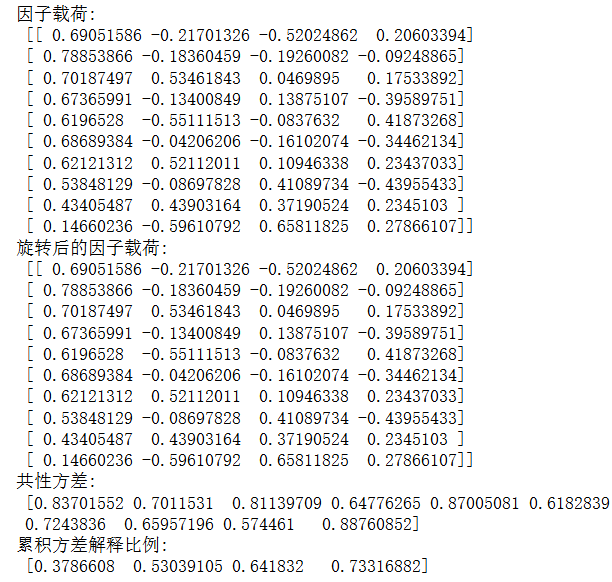 因子载荷:
[[ 0.69051586 -0.21701326 -0.52024862  0.20603394]
[ 0.78853866 -0.18360459 -0.19260082 -0.09248865]
[ 0.70187497  0.53461843  0.0469895   0.17533892]
[ 0.67365991 -0.13400849  0.13875107 -0.39589751]
[ 0.6196528  -0.55111513 -0.0837632   0.41873268]
[ 0.68689384 -0.04206206 -0.16102074 -0.34462134]
[ 0.62121312  0.52112011  0.10946338  0.23437033]
[ 0.53848129 -0.08697828  0.41089734 -0.43955433]
[ 0.43405487  0.43903164  0.37190524  0.2345103 ]
[ 0.14660236 -0.59610792  0.65811825  0.27866107]]
旋转后的因子载荷:
[[ 0.69051586 -0.21701326 -0.52024862  0.20603394]
[ 0.78853866 -0.18360459 -0.19260082 -0.09248865]
[ 0.70187497  0.53461843  0.0469895   0.17533892]
[ 0.67365991 -0.13400849  0.13875107 -0.39589751]
[ 0.6196528  -0.55111513 -0.0837632   0.41873268]
[ 0.68689384 -0.04206206 -0.16102074 -0.34462134]
[ 0.62121312  0.52112011  0.10946338  0.23437033]
[ 0.53848129 -0.08697828  0.41089734 -0.43955433]
[ 0.43405487  0.43903164  0.37190524  0.2345103 ]
[ 0.14660236 -0.59610792  0.65811825  0.27866107]]
共性方差:
[0.83701552 0.7011531  0.81139709 0.64776265 0.87005081 0.6182839
0.7243836  0.65957196 0.574461   0.88760852]
累积方差解释比例:
[0.3786608  0.53039105 0.641832   0.73316882]